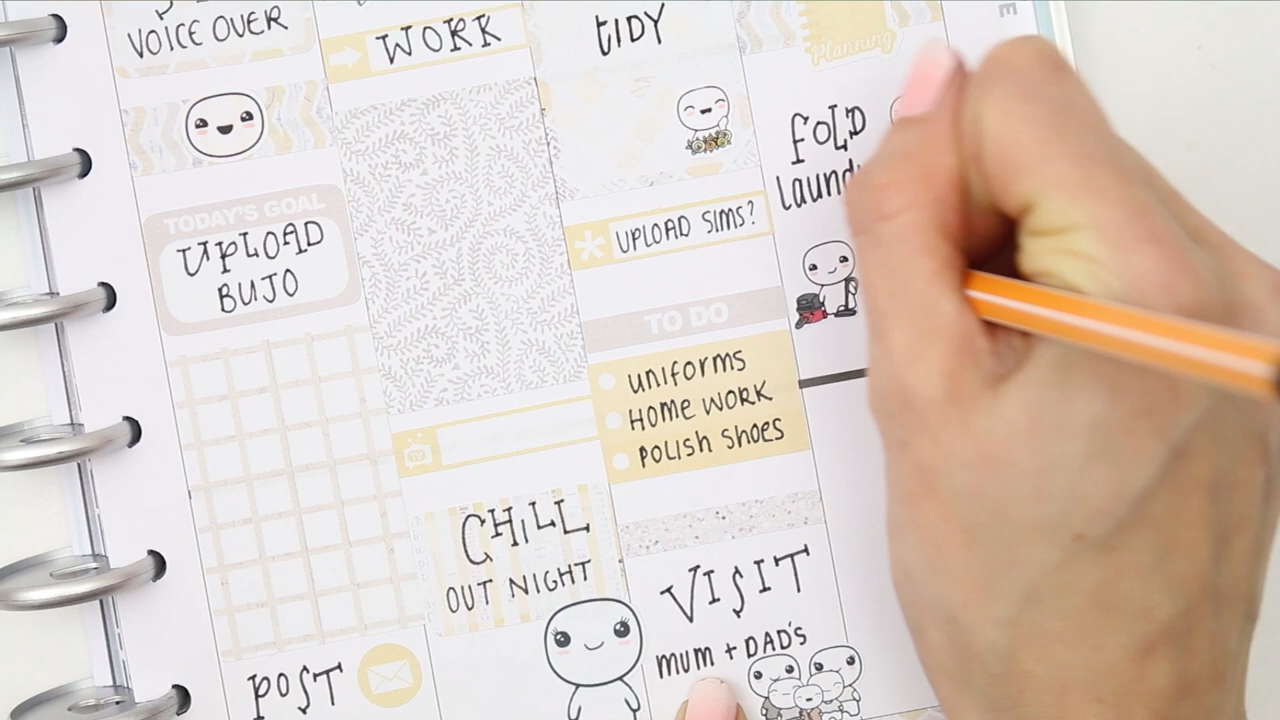 VOICE OVER
TODAY'S GOAL
UPLOAD
BUJO
POST
WORK
TV
CHILL
OUT NIGHT
TIDY
UPLOAD SIMS?
TO DO
UNIFORMS
HOME WORK
POLISH SHOES
VISIT
MUM + DAD'S
Planning
FOLD
E